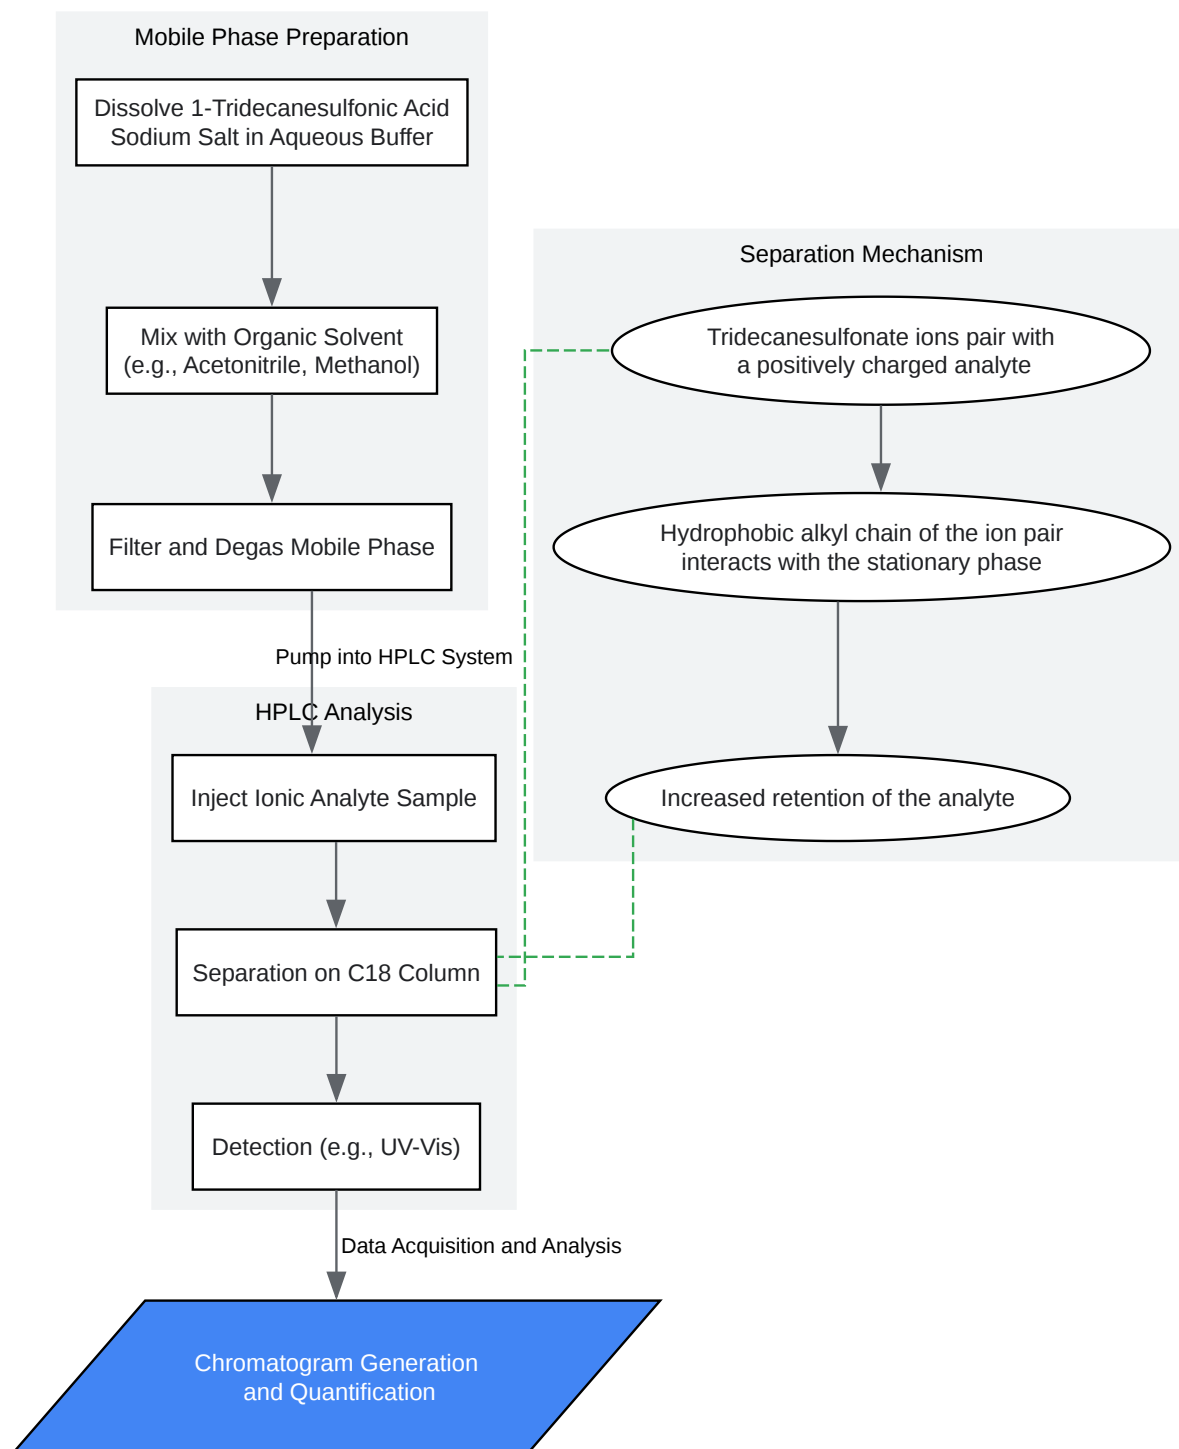 Mobile Phase Preparation
Dissolve 1-Tridecanesulfonic Acid
Sodium Salt in Aqueous Buffer
Mix with Organic Solvent
(e.g., Acetonitrile, Methanol)
Filter and Degas Mobile Phase
Pump into HPLC System
HPLC Analysis
Inject Ionic Analyte Sample
Separation on C18 Column
Detection (e.g., UV-Vis)
Data Acquisition and Analysis
Chromatogram Generation
and Quantification
Separation Mechanism
Tridecanesulfonate ions pair with
a positively charged analyte
Hydrophobic alkyl chain of the ion pair
interacts with the stationary phase
Increased retention of the analyte